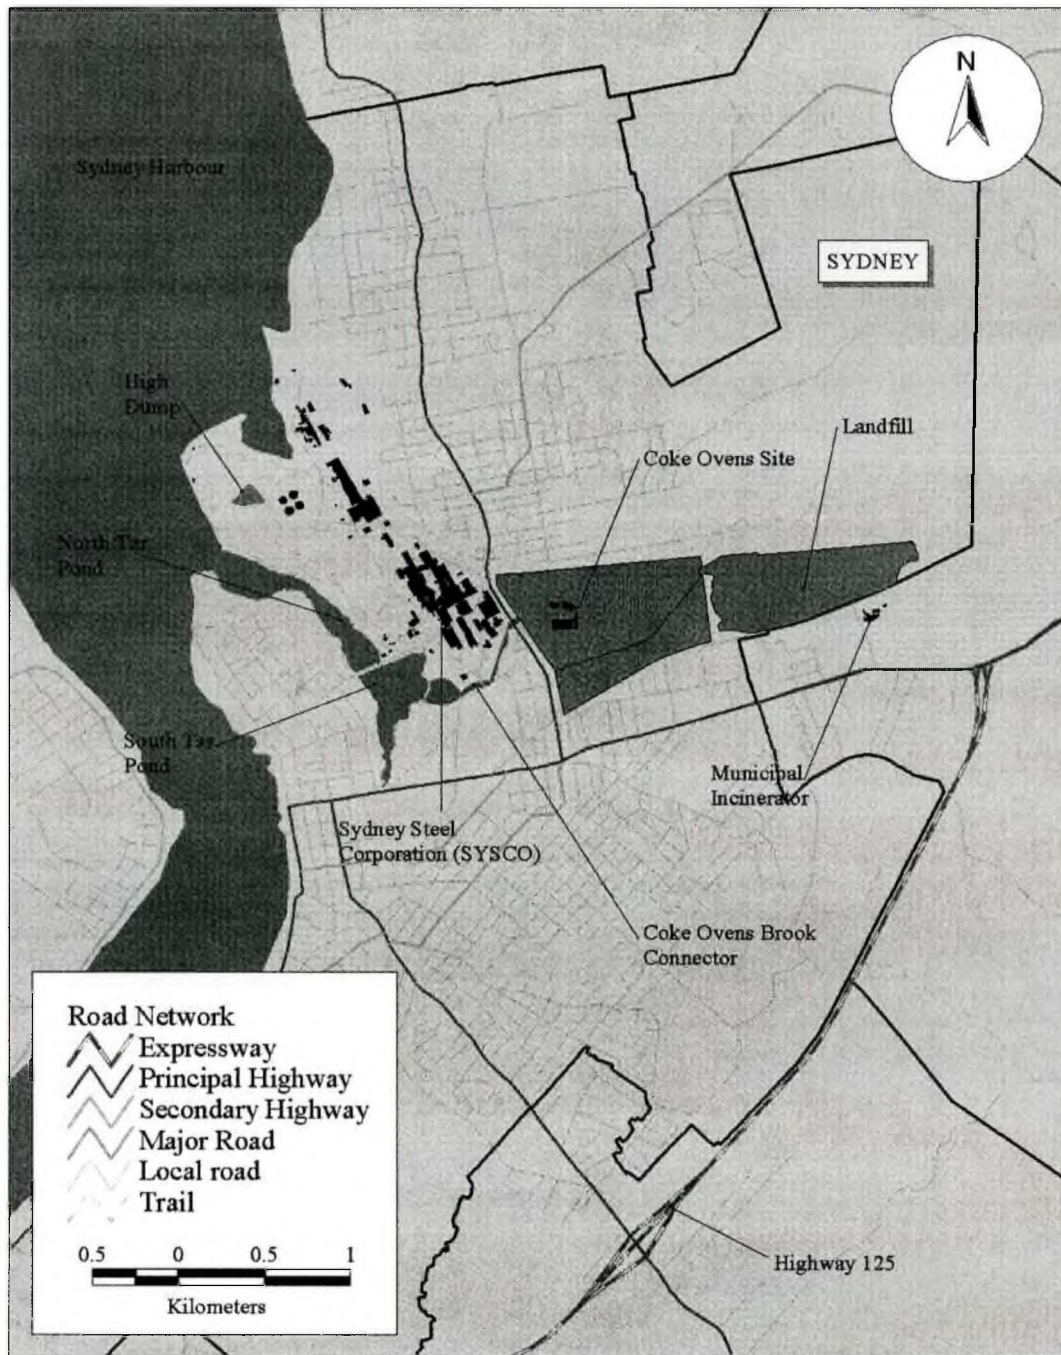 N
Sydney Harbour
SYDNEY
High
Dump
Landfill
Coke Ovens Site
North Tar
Pond
South Tar
Pond
Municipal
Incinerator
Sydney Steel
Corporation (SYSCO)
Coke Ovens Brook
Connector
Road Network
Expressway
Principal Highway
Secondary Highway
Major Road
Local road
Trail
0.5 0 0.5 1
Kilometers
Highway 125